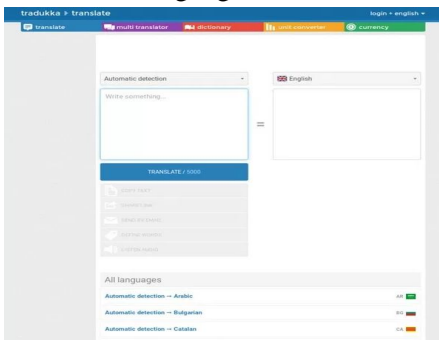 tradukka › translate
login • english
translate
multi translator
dictionary
unit converter
currency
Automatic detection
English
Write something...
=
TRANSLATE / 5000
All languages
Automatic detection → Arabic
AR
Automatic detection → Bulgarian
BG
Automatic detection → Catalan
CA